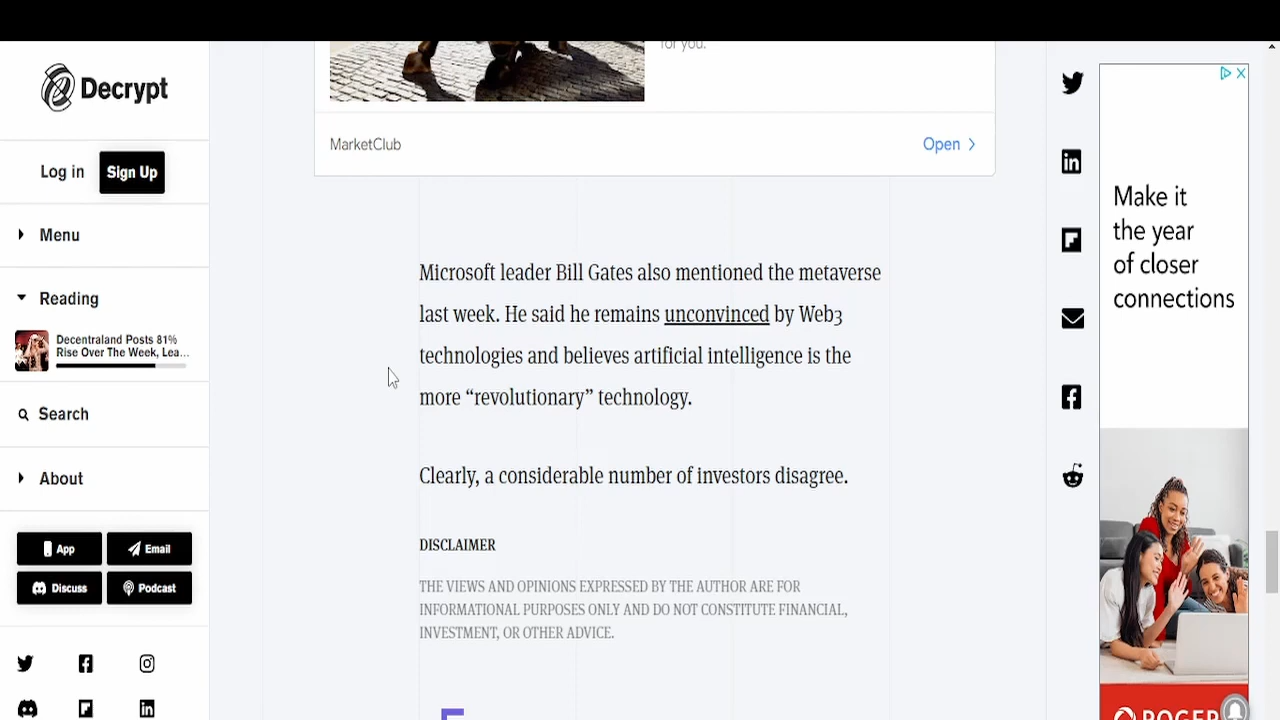 for you.
MarketClub
Open
Decrypt
Log in
Sign Up
Menu
Reading
Decentraland Posts 81%
Rise Over The Week, Lea...
Search
About
App
Email
Discuss
Podcast
Microsoft leader Bill Gates also mentioned the metaverse
last week. He said he remains unconvinced by Web3
technologies and believes artificial intelligence is the
more “revolutionary” technology.
Clearly, a considerable number of investors disagree.
DISCLAIMER
THE VIEWS AND OPINIONS EXPRESSED BY THE AUTHOR ARE FOR
INFORMATIONAL PURPOSES ONLY AND DO NOT CONSTITUTE FINANCIAL,
INVESTMENT, OR OTHER ADVICE.
Make it
the year
of closer
connections